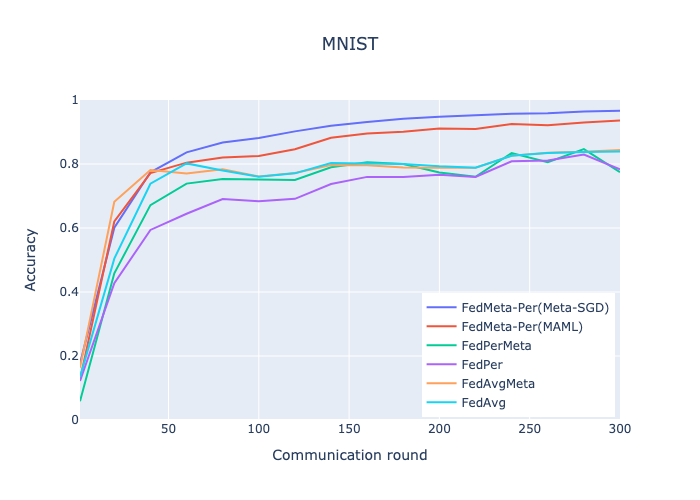 MNIST
1
0.8
0.6
0.4
0.2
0
Accuracy
50
100
150
200
250
300
Communication round
FedMeta-Per(Meta-SGD)
FedMeta-Per(MAML)
FedPerMeta
FedPer
FedAvgMeta
FedAvg